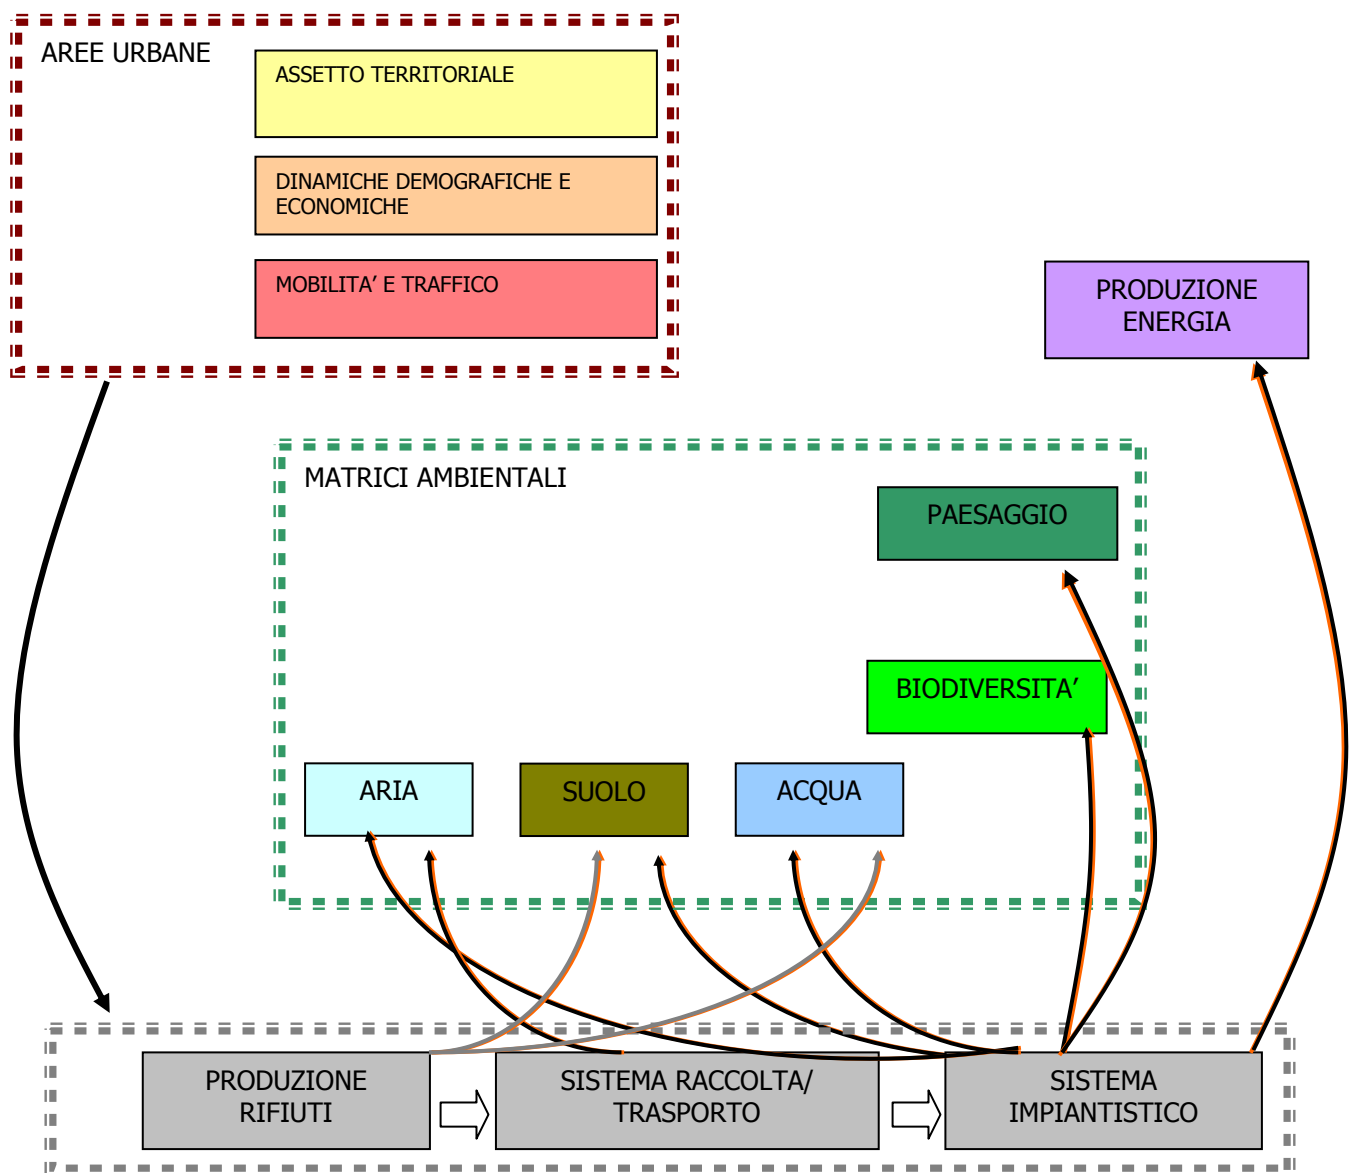 AREE URBANE
ASSETTO TERRITORIALE
DINAMICHE DEMOGRAFICHE E
ECONOMICHE
MOBILITA’ E TRAFFICO
PRODUZIONE
ENERGIA
MATRICI AMBIENTALI
PAESAGGIO
BIODIVERSITA’
ARIA
SUOLO
ACQUA
PRODUZIONE
RIFIUTI
SISTEMA RACCOLTA/
TRASPORTO
SISTEMA
IMPIANTISTICO